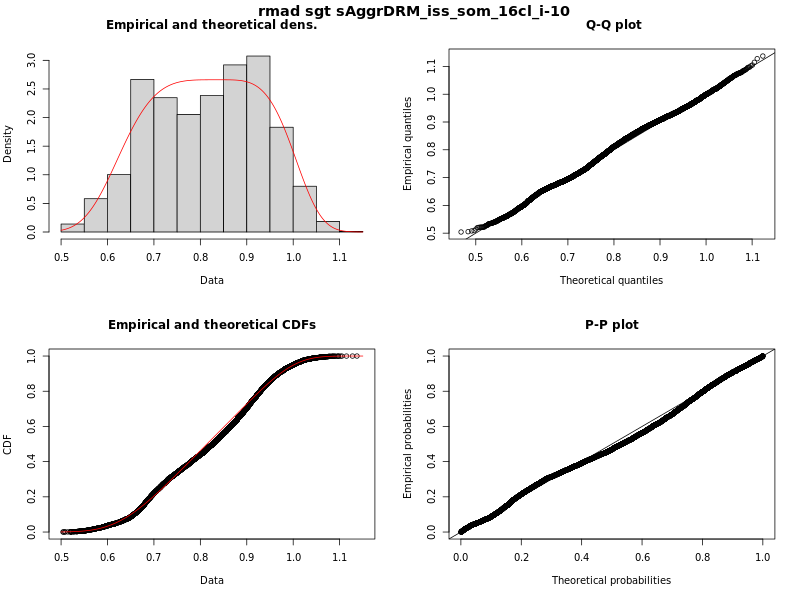 rmad sgt sAggrDRM_iss_som_16cl_i-10
Empirical and theoretical dens.
Density
0.0 0.5 1.0 1.5 2.0 2.5 3.0
0.5 0.6 0.7 0.8 0.9 1.0 1.1
Data
Q-Q plot
Empirical quantiles
0.5 0.6 0.7 0.8 0.9 1.0 1.1
0.5 0.6 0.7 0.8 0.9 1.0 1.1
Theoretical quantiles
Empirical and theoretical CDFs
CDF
0.0 0.2 0.4 0.6 0.8 1.0
0.5 0.6 0.7 0.8 0.9 1.0 1.1
Data
P-P plot
Empirical probabilities
0.0 0.2 0.4 0.6 0.8 1.0
0.0 0.2 0.4 0.6 0.8 1.0
Theoretical probabilities